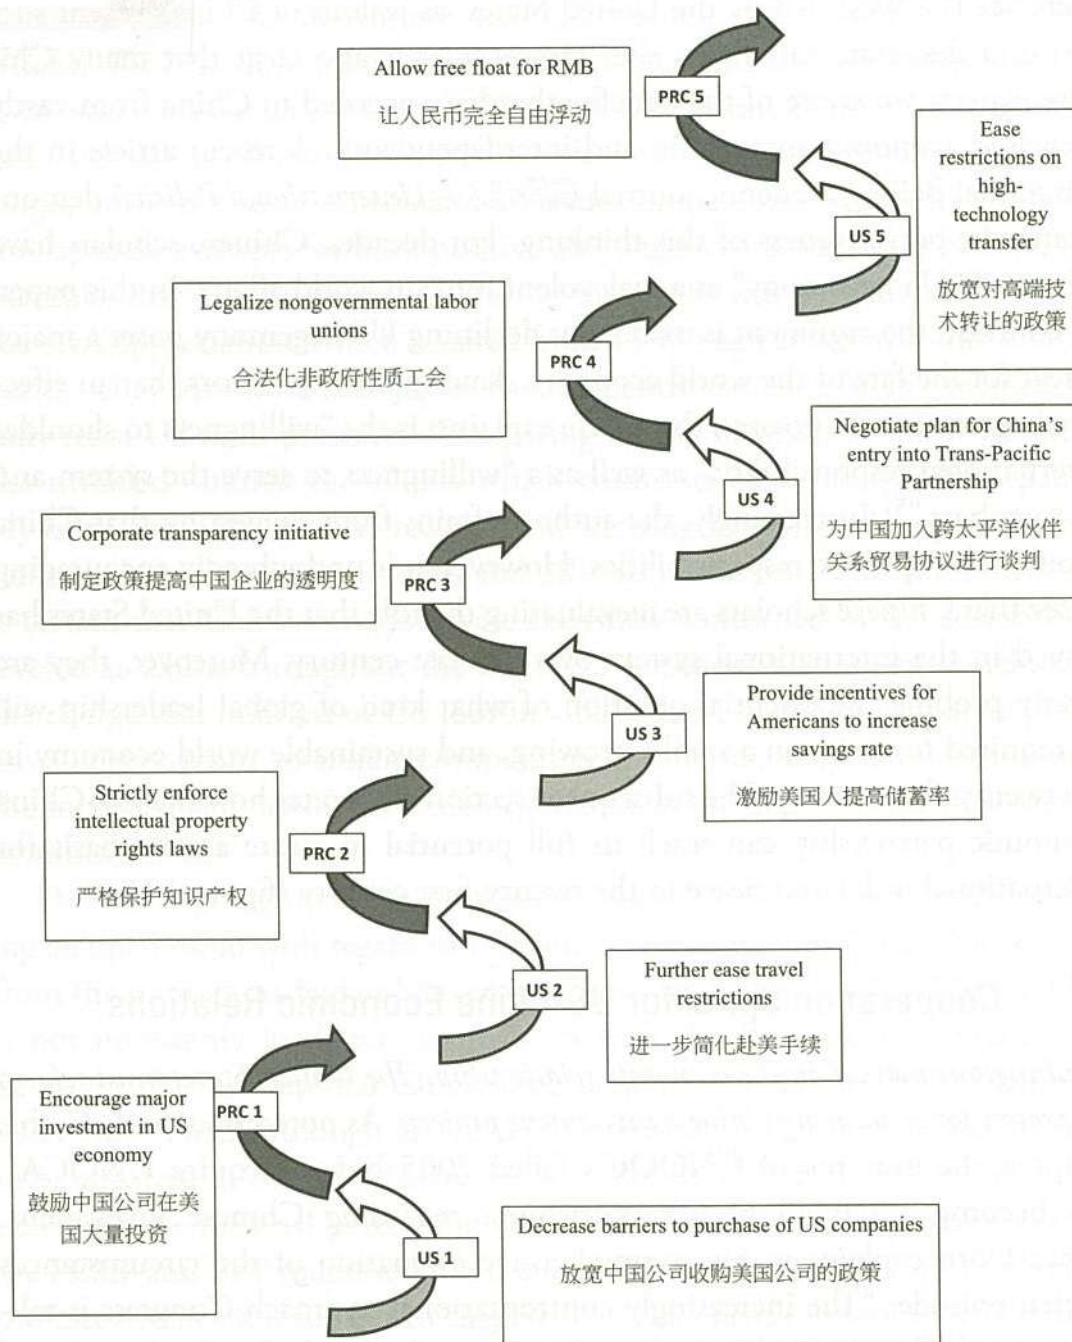 Allow free float for RMB
让人民币完全自由浮动
PRC 5
Ease
restrictions on
high-
technology
transfer
放宽对高端技
术转让的政策
US 5
Legalize nongovernmental labor
unions
合法化非政府性质工会
PRC 4
Negotiate plan for China's
entry into Trans-Pacific
Partnership
为中国加入跨太平洋伙伴
关系贸易协议进行谈判
US 4
Corporate transparency initiative
制定政策提高中国企业的透明度
PRC 3
Provide incentives for
Americans to increase
savings rate
激励美国人提高储蓄率
US 3
Strictly enforce
intellectual property
rights laws
严格保护知识产权
PRC 2
Further ease travel
restrictions
进一步简化赴美手续
US 2
Encourage major
investment in US
economy
鼓励中国公司在美
国大量投资
PRC 1
Decrease barriers to purchase of US companies
放宽中国公司收购美国公司的政策
US 1